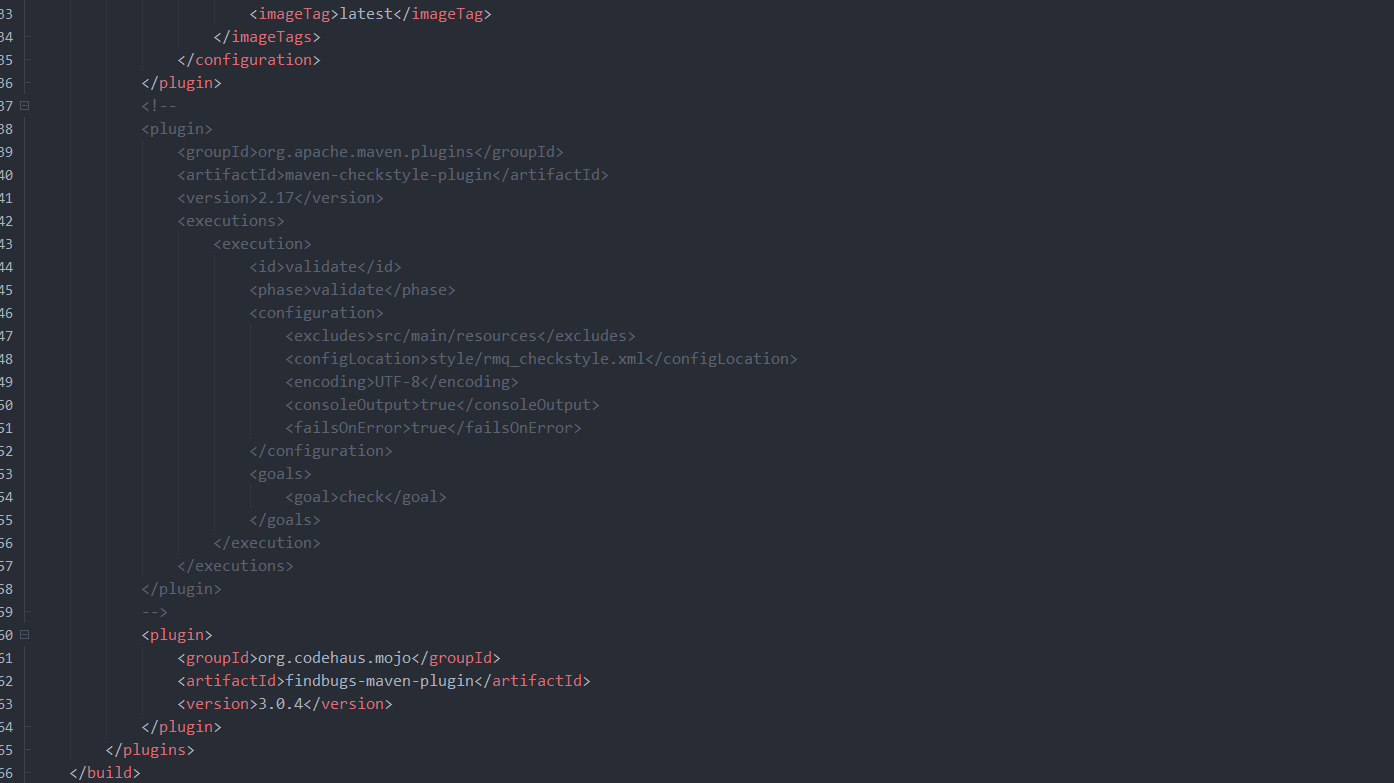 33 <imageTag>latest</imageTag>
34 </imageTags>
35 </configuration>
36 </plugin>
37 <!--
38 <plugin>
39 <groupId>org.apache.maven.plugins</groupId>
40 <artifactId>maven-checkstyle-plugin</artifactId>
41 <version>2.17</version>
42 <executions>
43 <execution>
44 <id>validate</id>
45 <phase>validate</phase>
46 <configuration>
47 <excludes>src/main/resources</excludes>
48 <configLocation>style/rmq_checkstyle.xml</configLocation>
49 <encoding>UTF-8</encoding>
50 <consoleOutput>true</consoleOutput>
51 <failsOnError>true</failsOnError>
52 </configuration>
53 <goals>
54 <goal>check</goal>
55 </goals>
56 </execution>
57 </executions>
58 </plugin>
59 -->
60 <plugin>
61 <groupId>org.codehaus.mojo</groupId>
62 <artifactId>findbugs-maven-plugin</artifactId>
63 <version>3.0.4</version>
64 </plugin>
65 </plugins>
66 </build>